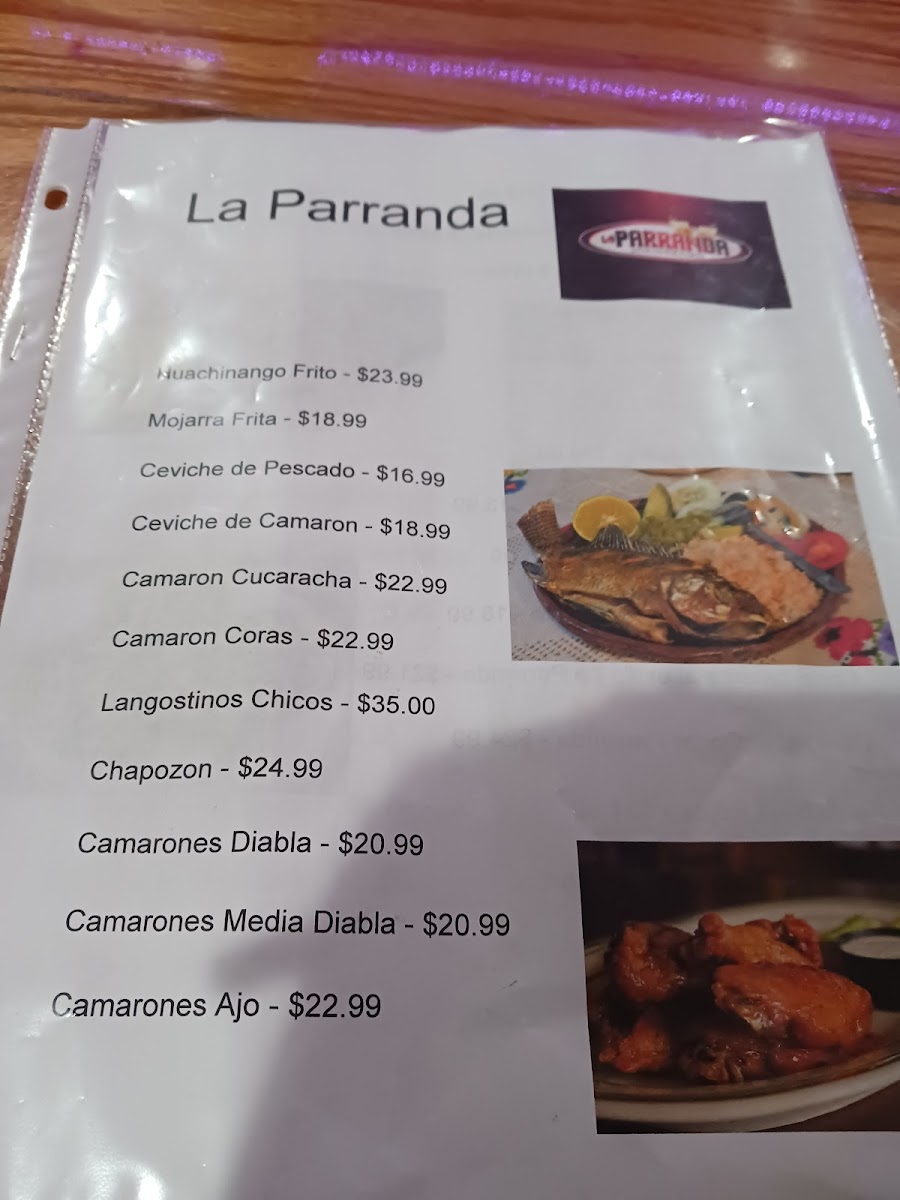 La Parranda
La PARRANDA
Huachinango Frito - $23.99
Mojarra Frita - $18.99
Ceviche de Pescado - $16.99
Ceviche de Camaron - $18.99
Camaron Cucaracha - $22.99
Camaron Coras - $22.99
Langostinos Chicos - $35.00
Chapozon - $24.99
Camarones Diabla - $20.99
Camarones Media Diabla - $20.99
Camarones Ajo - $22.99